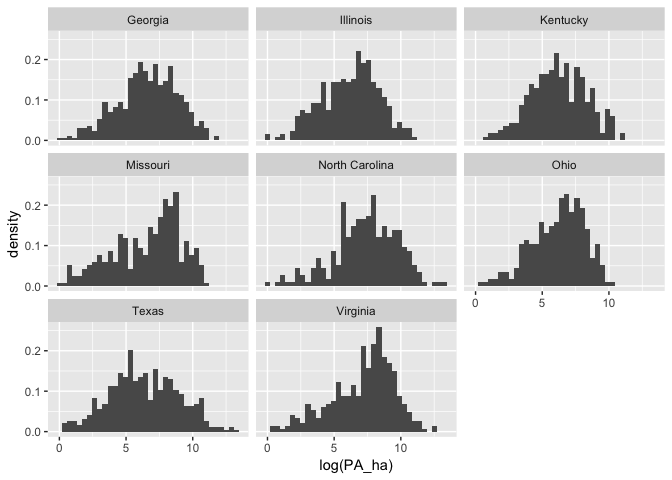 Georgia Illinois Kentucky
0.2
0.1
0.0
Missouri North Carolina Ohio
0.2
0.1
0.0
0 5 10
Texas Virginia
0.2
0.1
0.0
0 5 10 0 5 10
density
log(PA_ha)